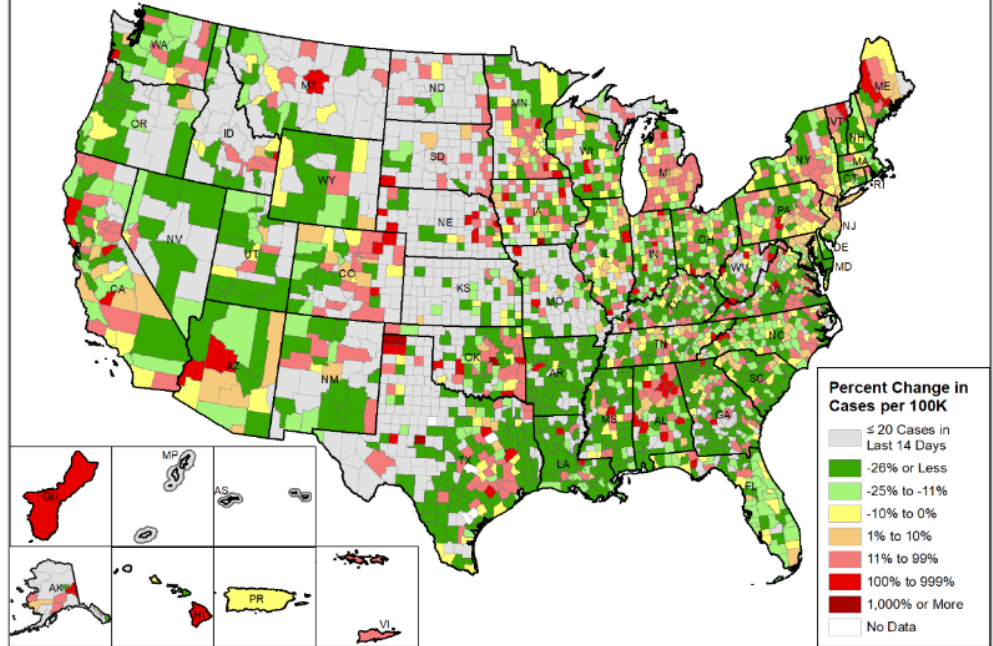 WA
MT
ND
MN
ME
OR
ID
SD
WI
VT
NH
NY
MA
CT
RI
WY
MI
IA
PA
NJ
NE
NV
UT
CO
IL
IN
OH
DE
MD
WV
VA
CA
KS
MO
KY
NC
TN
AZ
NM
OK
AR
SC
MS
AL
GA
TX
LA
FL
Percent Change in
Cases per 100K
≤ 20 Cases in
Last 14 Days
-26% or Less
-25% to -11%
-10% to 0%
1% to 10%
11% to 99%
100% to 999%
1,000% or More
No Data
GU
MP
AS
AK
HI
PR
VI